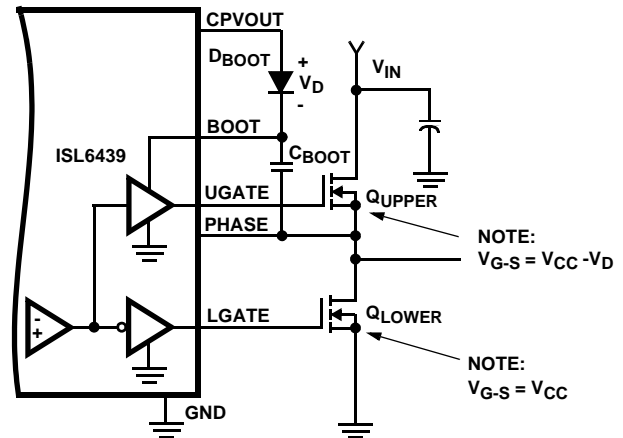 CPVOUT
DBOOT
+
VD
-
VIN
BOOT
CBOOT
ISL6439
UGATE
QUPPER
PHASE
NOTE:
VG-S = VCC -VD
-
+
LGATE
QLOWER
NOTE:
VG-S = VCC
GND